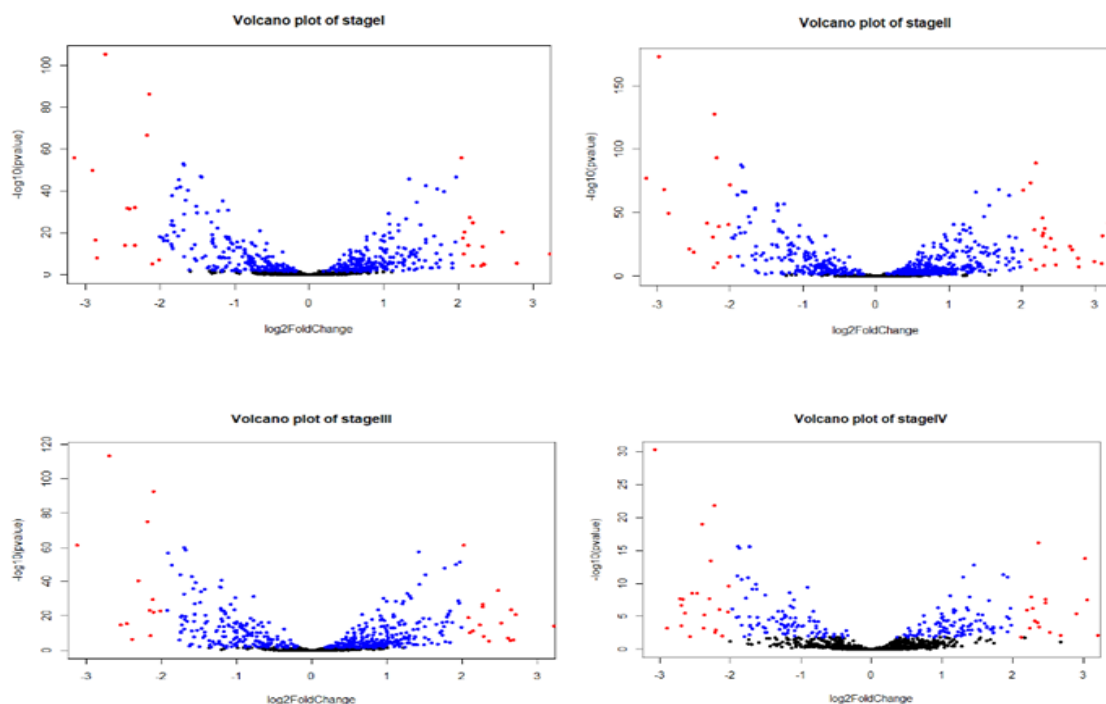 Volcano plot of stageI
-log10(pvalue)
100
80
60
40
20
0
-3 -2 -1 0 1 2 3
log2FoldChange
Volcano plot of stageII
-log10(pvalue)
150
100
50
0
-3 -2 -1 0 1 2 3
log2FoldChange
Volcano plot of stageIII
-log10(pvalue)
120
100
80
60
40
20
0
-3 -2 -1 0 1 2 3
log2FoldChange
Volcano plot of stageIV
-log10(pvalue)
30
25
20
15
10
5
0
-3 -2 -1 0 1 2 3
log2FoldChange